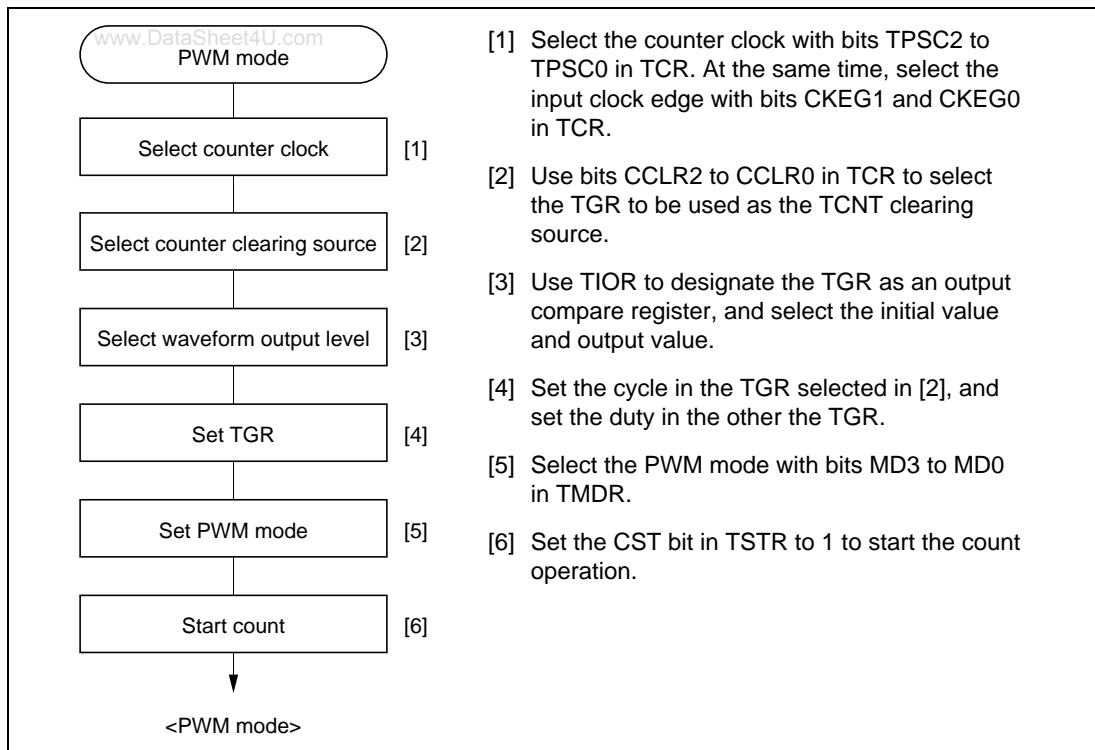 www.DataSheet4U.com
PWM mode
Select counter clock [1]
Select counter clearing source [2]
Select waveform output level [3]
Set TGR [4]
Set PWM mode [5]
Start count [6]
<PWM mode>
[1] Select the counter clock with bits TPSC2 to
TPSC0 in TCR. At the same time, select the
input clock edge with bits CKEG1 and CKEG0
in TCR.
[2] Use bits CCLR2 to CCLR0 in TCR to select
the TGR to be used as the TCNT clearing
source.
[3] Use TIOR to designate the TGR as an output
compare register, and select the initial value
and output value.
[4] Set the cycle in the TGR selected in [2], and
set the duty in the other the TGR.
[5] Select the PWM mode with bits MD3 to MD0
in TMDR.
[6] Set the CST bit in TSTR to 1 to start the count
operation.